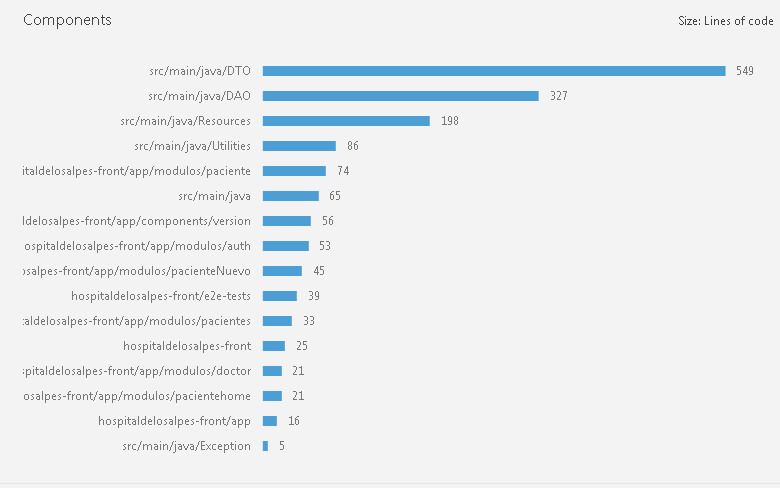 Components
Size: Lines of code
src/main/java/DTO 549
src/main/java/DAO 327
src/main/java/Resources 198
src/main/java/Utilities 86
italdelosalpes-front/app/modulos/paciente 74
src/main/java 65
ldelosalpes-front/app/components/version 56
ospitaldelosalpes-front/app/modulos/auth 53
osalpes-front/app/modulos/pacienteNuevo 45
hospitaldelosalpes-front/e2e-tests 39
taldelosalpes-front/app/modulos/pacientes 33
hospitaldelosalpes-front 25
spitaldelosalpes-front/app/modulos/doctor 21
osalpes-front/app/modulos/pacientehome 21
hospitaldelosalpes-front/app 16
src/main/java/Exception 5